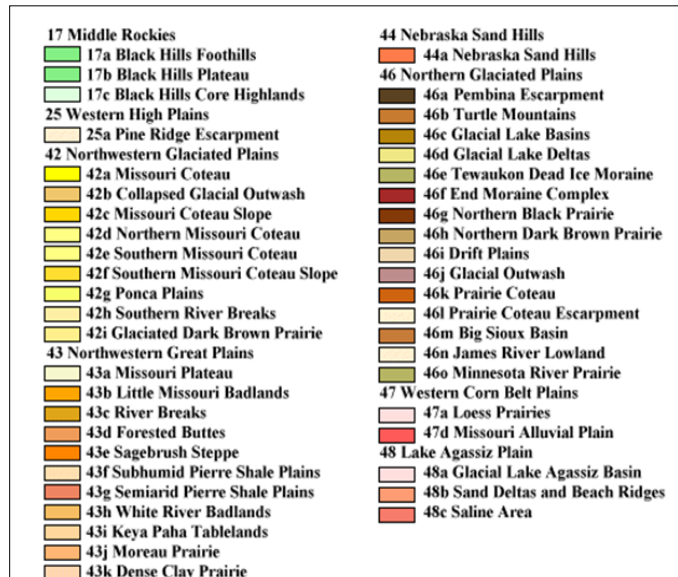 17 Middle Rockies
17a Black Hills Foothills
17b Black Hills Plateau
17c Black Hills Core Highlands
25 Western High Plains
25a Pine Ridge Escarpment
42 Northwestern Glaciated Plains
42a Missouri Coteau
42b Collapsed Glacial Outwash
42c Missouri Coteau Slope
42d Northern Missouri Coteau
42e Southern Missouri Coteau
42f Southern Missouri Coteau Slope
42g Ponca Plains
42h Southern River Breaks
42i Glaciated Dark Brown Prairie
43 Northwestern Great Plains
43a Missouri Plateau
43b Little Missouri Badlands
43c River Breaks
43d Forested Buttes
43e Sagebrush Steppe
43f Subhumid Pierre Shale Plains
43g Semiarid Pierre Shale Plains
43h White River Badlands
43i Keya Paha Tablelands
43j Moreau Prairie
43k Dense Clay Prairie
44 Nebraska Sand Hills
44a Nebraska Sand Hills
46 Northern Glaciated Plains
46a Pembina Escarpment
46b Turtle Mountains
46c Glacial Lake Basins
46d Glacial Lake Deltas
46e Tewaukon Dead Ice Moraine
46f End Moraine Complex
46g Northern Black Prairie
46h Northern Dark Brown Prairie
46i Drift Plains
46j Glacial Outwash
46k Prairie Coteau
46l Prairie Coteau Escarpment
46m Big Sioux Basin
46n James River Lowland
46o Minnesota River Prairie
47 Western Corn Belt Plains
47a Loess Prairies
47d Missouri Alluvial Plain
48 Lake Agassiz Plain
48a Glacial Lake Agassiz Basin
48b Sand Deltas and Beach Ridges
48c Saline Area